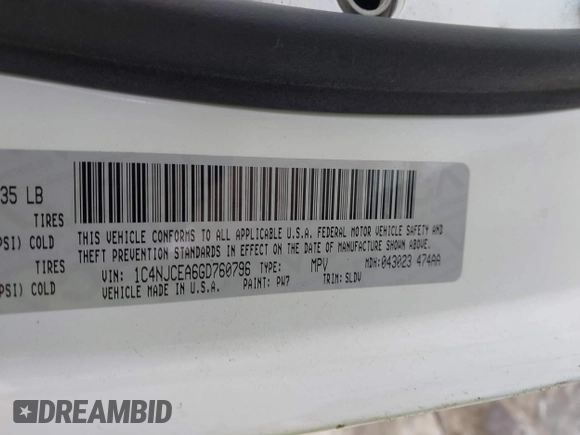 35 LB
TIRES
PSI) COLD
TIRES
PSI) COLD
THIS VEHICLE CONFORMS TO ALL APPLICABLE U.S.A. FEDERAL MOTOR VEHICLE SAFETY AND
THEFT PREVENTION STANDARDS IN EFFECT ON THE DATE OF MANUFACTURE SHOWN ABOVE.
VIN: 1C4NJCEA6GD760796 TYPE: MPV MDH: 043023 474AA
VEHICLE MADE IN U.S.A. PAINT: PW7 TRIM: SLDV
DREAMBID